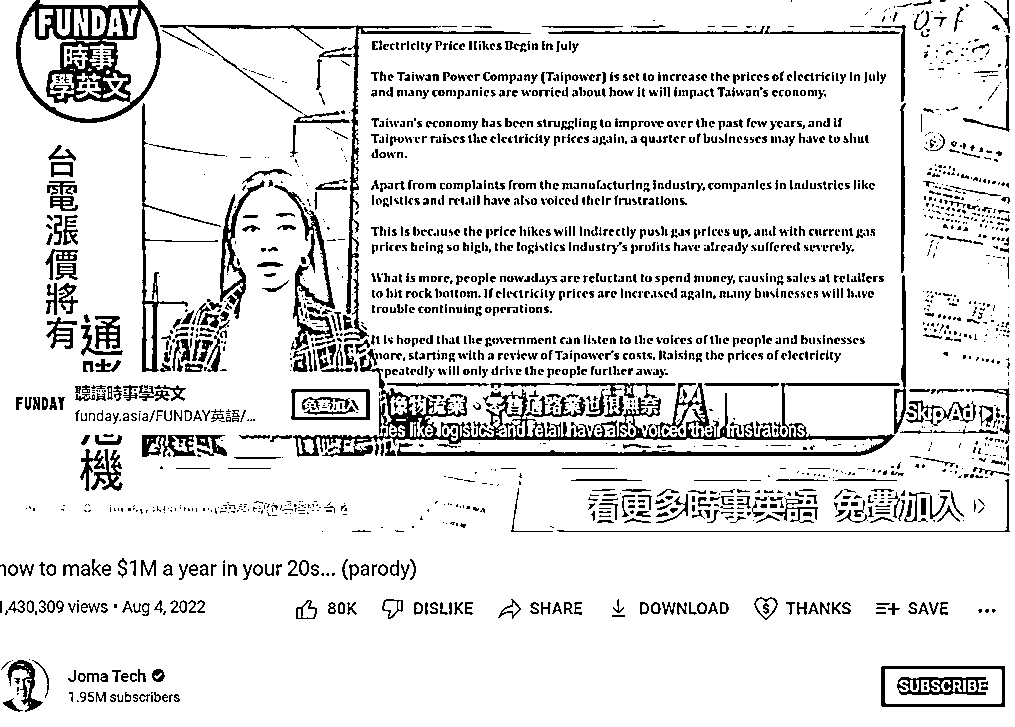 FUNDAY
時事
學英文
台電漲價將有
通膨危機
Electricity Price Hikes Begin in July
The Taiwan Power Company (Taipower) is set to increase the prices of electricity in July
and many companies are worried about how it will impact Taiwan's economy.
Taiwan's economy has been struggling to improve over the past few years, and if
Taipower raises the electricity prices again, a quarter of businesses may have to shut
down.
Apart from complaints from the manufacturing industry, companies in industries like
logistics and retail have also voiced their frustrations.
This is because the price hikes will indirectly push gas prices up, and with current gas
prices being so high, the logistics industry's profits have already suffered severely.
What is more, people nowadays are reluctant to spend money, causing sales at retailers
to hit rock bottom. If electricity prices are increased again, many businesses will have
trouble continuing operations.
It is hoped that the government can listen to the voices of the people and businesses
more, starting with a review of Taipower's costs. Raising the prices of electricity
repeatedly will only drive the people further away.
FUNDAY
聽讀時事學英文
funday.asia/FUNDAY英語/...
免費加入
像物流業、零售通路業也很無奈
like logistics and retail have also voiced their frustrations.
Skip Ad
看更多時事英語 免費加入
how to make $1M a year in your 20s... (parody)
1,430,309 views • Aug 4, 2022
80K
DISLIKE
SHARE
DOWNLOAD
THANKS
SAVE
Joma Tech
1.95M subscribers
SUBSCRIBE